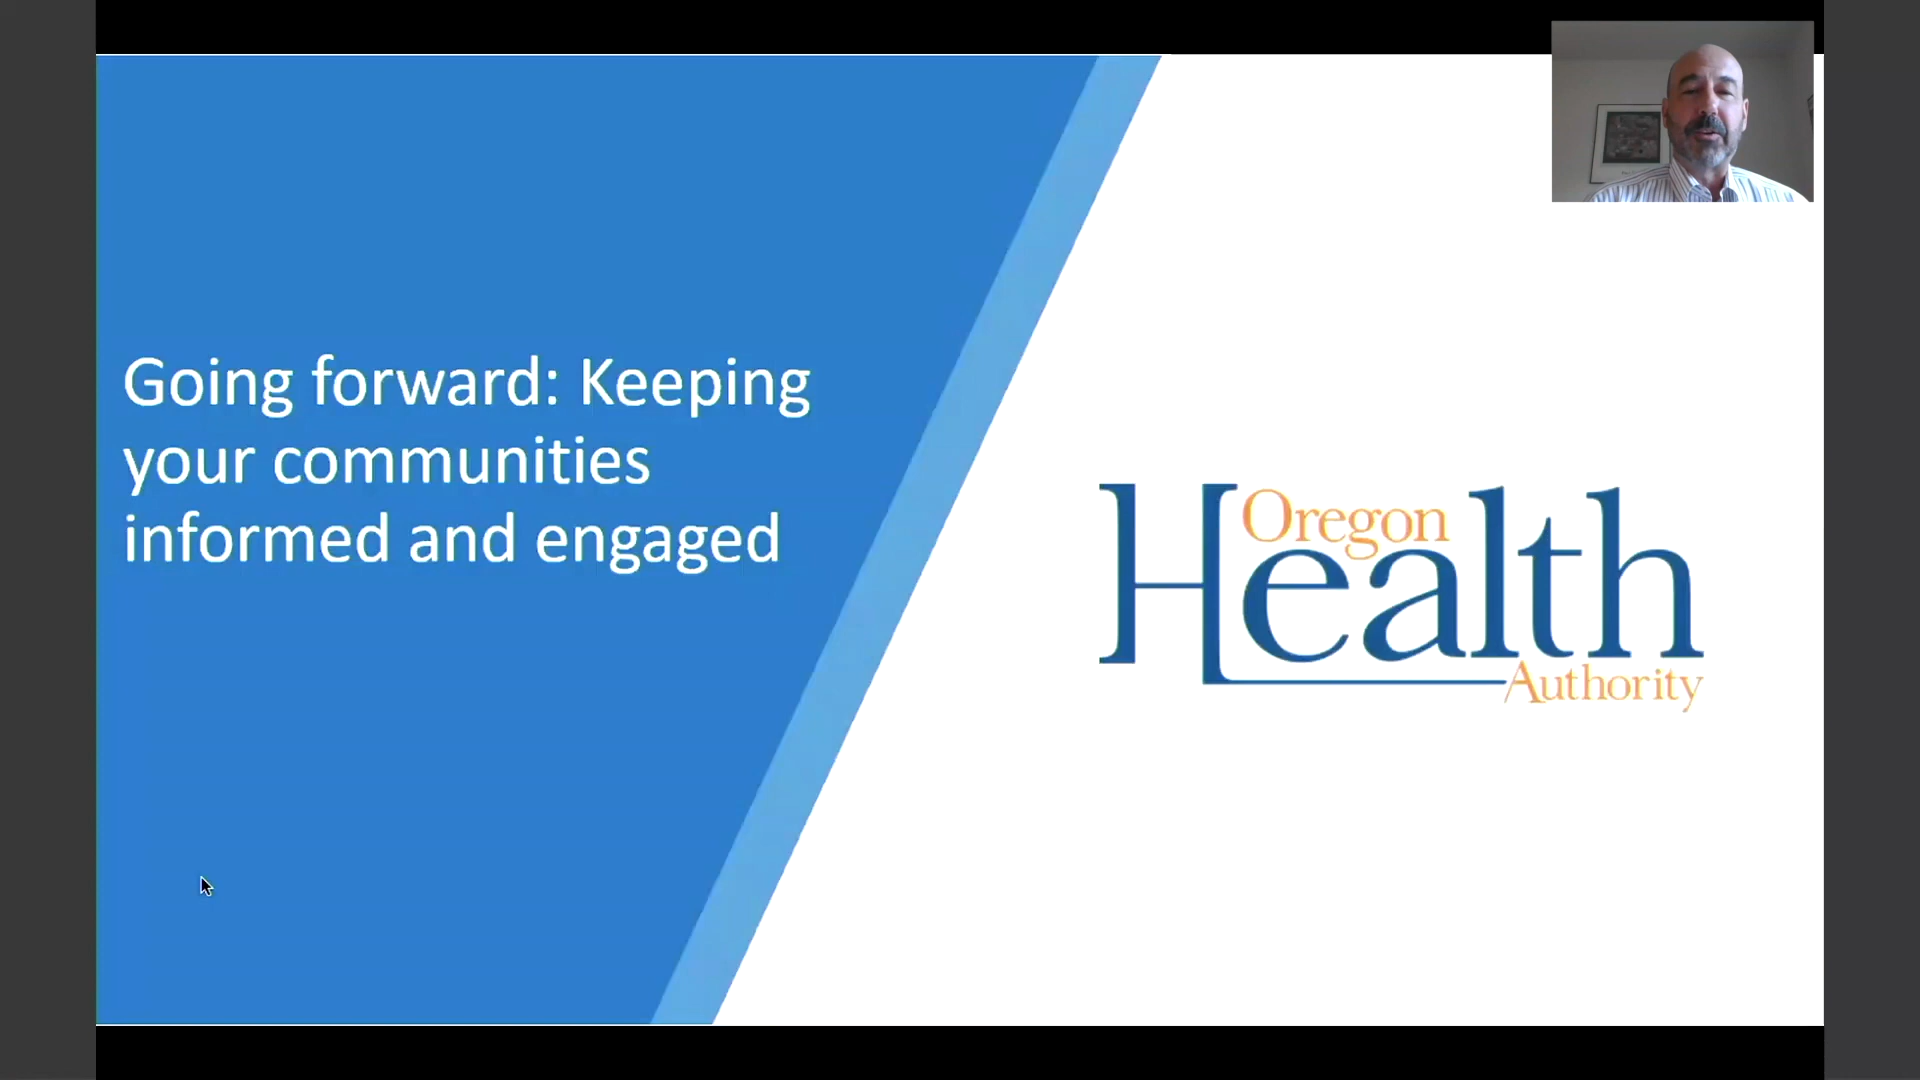 Going forward: Keeping
your communities
informed and engaged
Oregon
Health
Authority